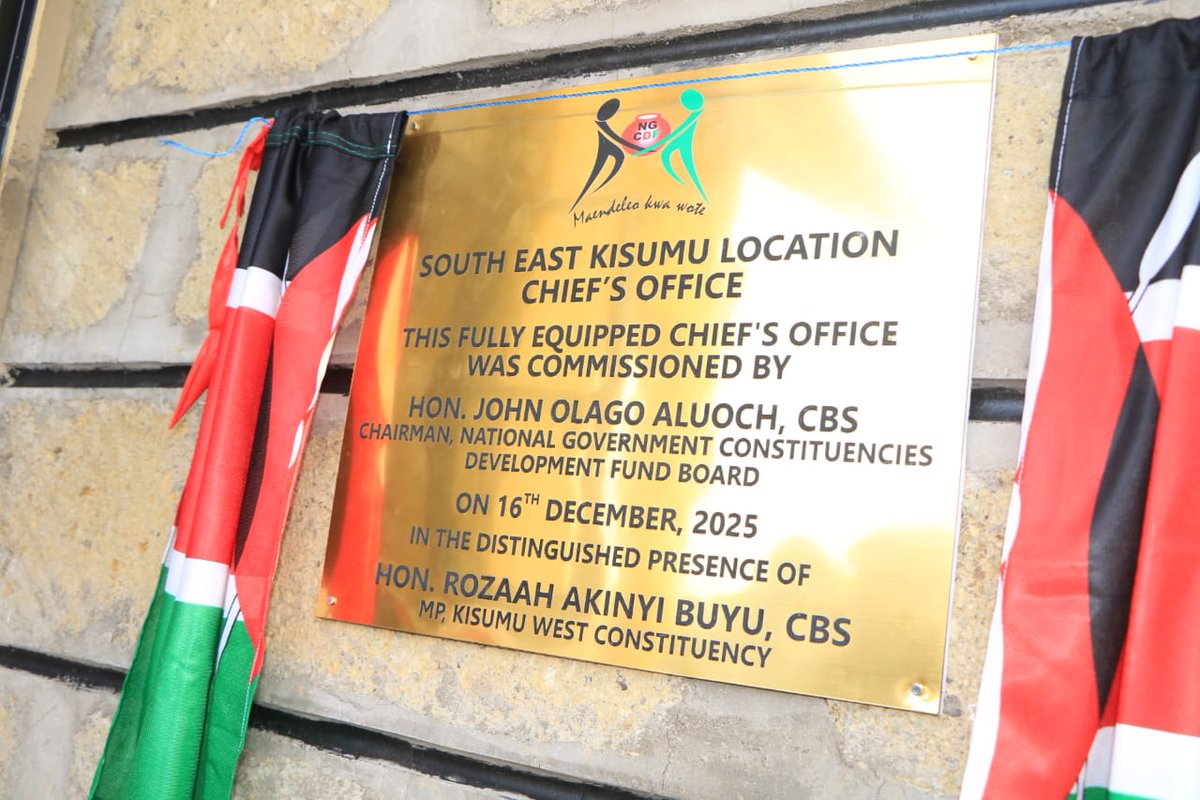 NG
CDF
Maendeleo kwa wote
SOUTH EAST KISUMU LOCATION
CHIEF'S OFFICE
THIS FULLY EQUIPPED CHIEF'S OFFICE
WAS COMMISSIONED BY
HON. JOHN OLAGO ALUOCH, CBS
CHAIRMAN, NATIONAL GOVERNMENT CONSTITUENCIES
DEVELOPMENT FUND BOARD
ON 16TH DECEMBER, 2025
IN THE DISTINGUISHED PRESENCE OF
HON. ROZAAH AKINYI BUYU, CBS
MP, KISUMU WEST CONSTITUENCY